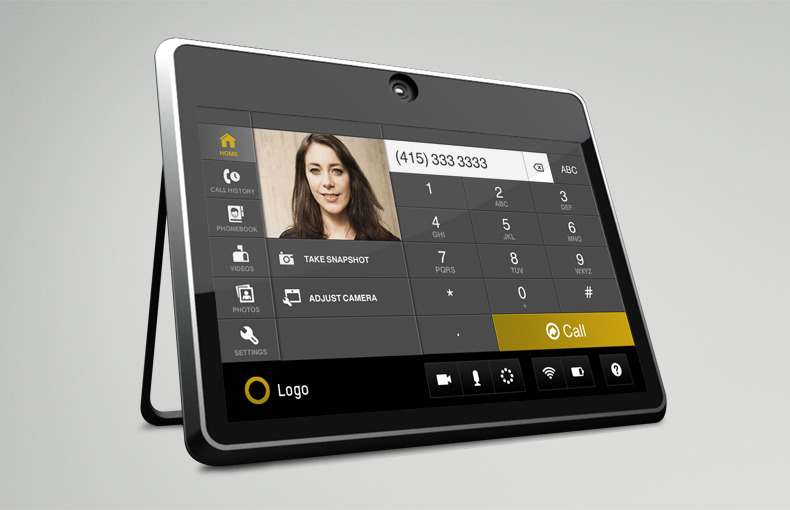 HOME
CALL HISTORY
PHONEBOOK
VIDEOS
PHOTOS
SETTINGS
TAKE SNAPSHOT
ADJUST CAMERA
(415) 333 3333
ABC
1
2
ABC
3
DEF
4
GHI
5
JKL
6
MNO
7
PQRS
8
TUV
9
WXYZ
*
0
+
#
.
Call
Logo
?